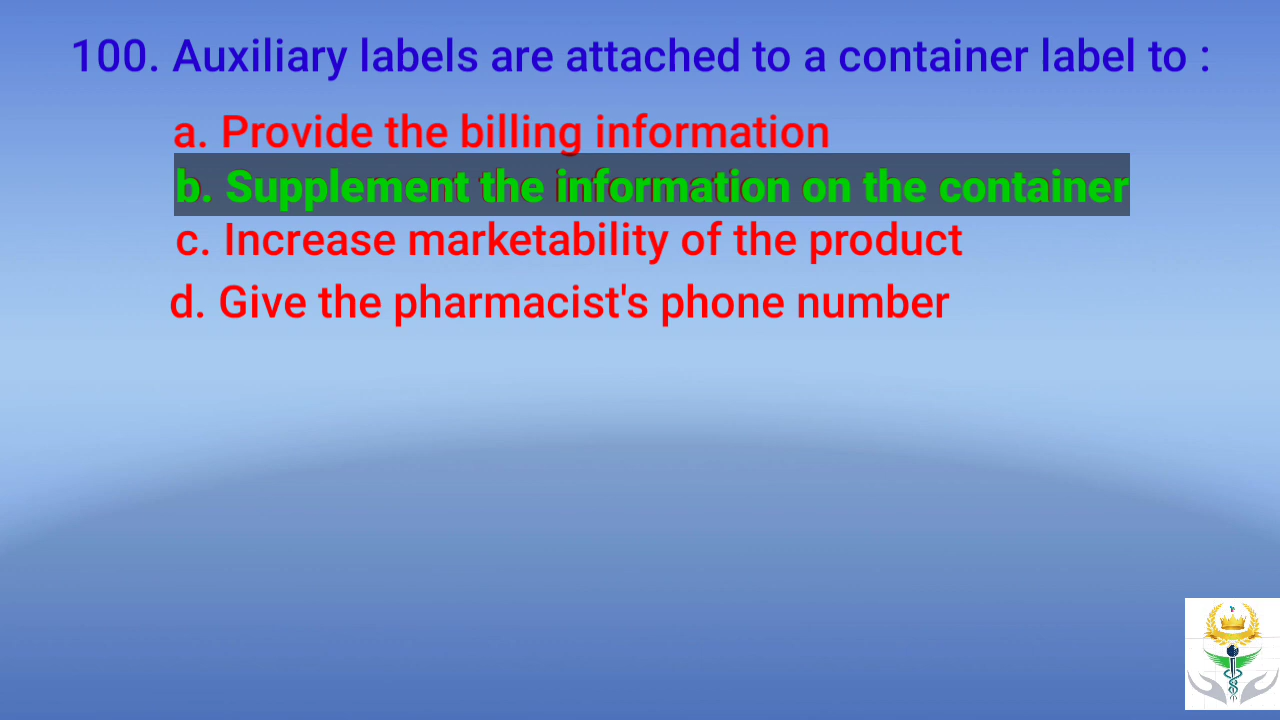 100. Auxiliary labels are attached to a container label to :
a. Provide the billing information
b. Supplement the information on the container
c. Increase marketability of the product
d. Give the pharmacist's phone number